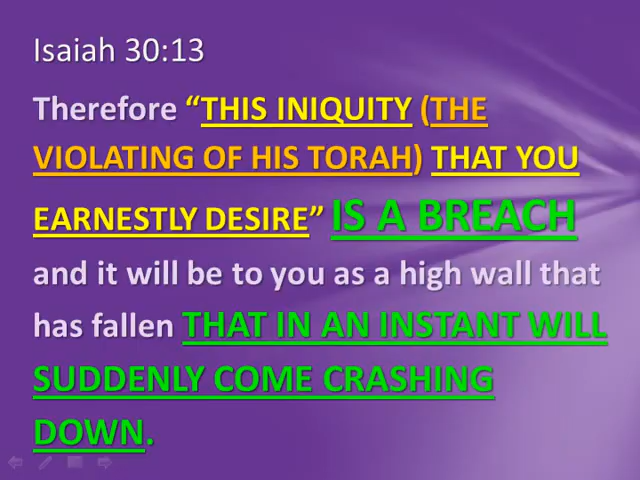 Isaiah 30:13
Therefore “THIS INIQUITY (THE
VIOLATING OF HIS TORAH) THAT YOU
EARNESTLY DESIRE” IS A BREACH
and it will be to you as a high wall that
has fallen THAT IN AN INSTANT WILL
SUDDENLY COME CRASHING
DOWN.